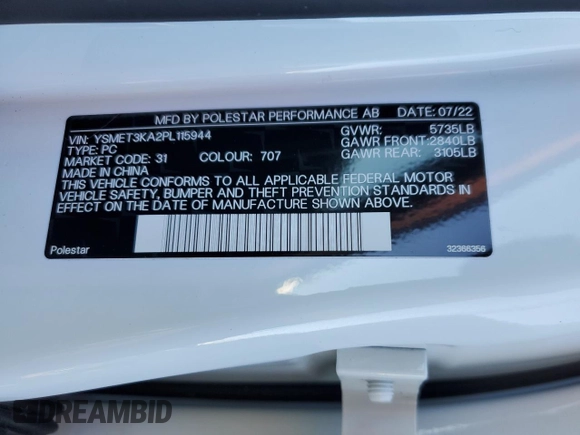 MFD BY POLESTAR PERFORMANCE AB DATE: 07/22
VIN: YSMET3KA2PL115944 GVWR: 5735LB
TYPE: PC GAWR FRONT: 2840LB
MARKET CODE: 31 COLOUR: 707 GAWR REAR: 3105LB
MADE IN CHINA
THIS VEHICLE CONFORMS TO ALL APPLICABLE FEDERAL MOTOR
VEHICLE SAFETY, BUMPER AND THEFT PREVENTION STANDARDS IN
EFFECT ON THE DATE OF MANUFACTURE SHOWN ABOVE.
Polestar 32386356
DREAMBID